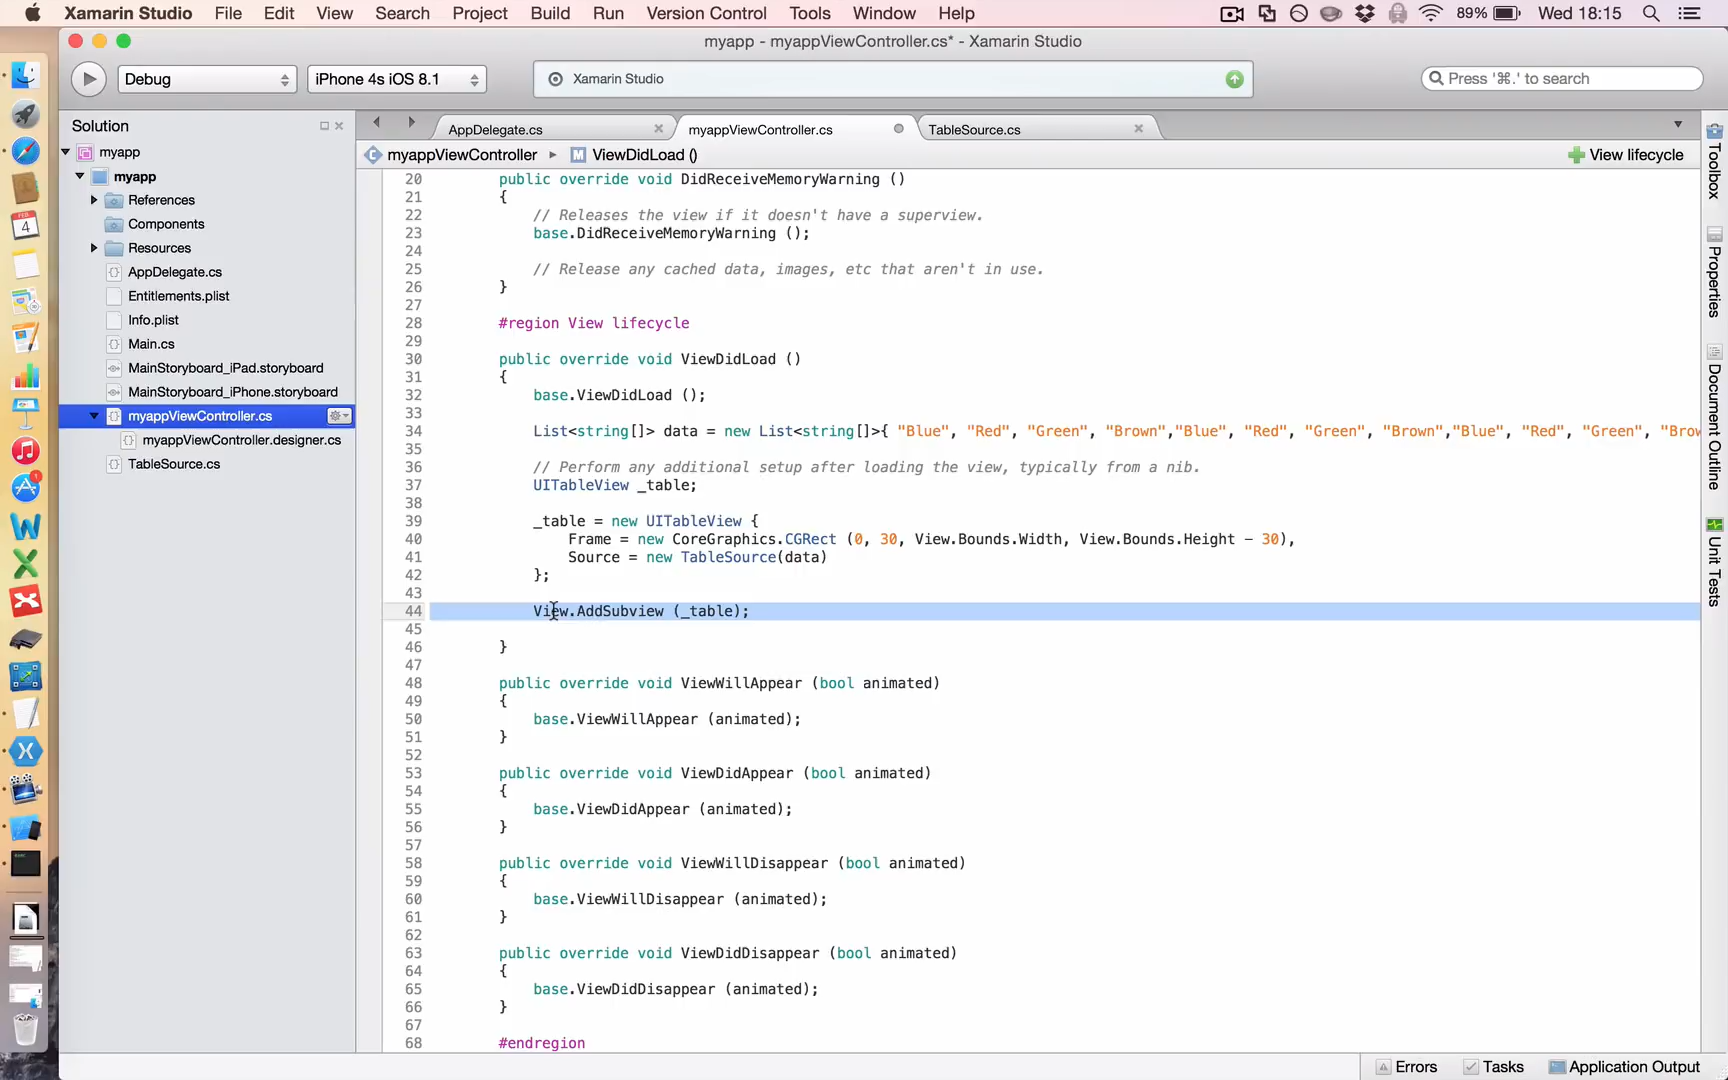 Xamarin Studio File Edit View Search Project Build Run Version Control Tools Window Help 89% Wed 18:15
myapp - myappViewController.cs* - Xamarin Studio
Debug iPhone 4s iOS 8.1 Xamarin Studio Press '⌘.' to search
Solution
AppDelegate.cs myappViewController.cs TableSource.cs
myappViewController ViewDidLoad () View lifecycle
myapp
myapp
References
Components
Resources
AppDelegate.cs
Entitlements.plist
Info.plist
Main.cs
MainStoryboard_iPad.storyboard
MainStoryboard_iPhone.storyboard
myappViewController.cs
myappViewController.designer.cs
TableSource.cs
20 public override void DidReceiveMemoryWarning ()
21 {
22 // Releases the view if it doesn't have a superview.
23 base.DidReceiveMemoryWarning ();
24
25 // Release any cached data, images, etc that aren't in use.
26 }
27
28 #region View lifecycle
29
30 public override void ViewDidLoad ()
31 {
32 base.ViewDidLoad ();
33
34 List<string[]> data = new List<string[]>{ "Blue", "Red", "Green", "Brown","Blue", "Red", "Green", "Brown","Blue", "Red", "Green", "Brow
35
36 // Perform any additional setup after loading the view, typically from a nib.
37 UITableView _table;
38
39 _table = new UITableView {
40 Frame = new CoreGraphics.CGRect (0, 30, View.Bounds.Width, View.Bounds.Height - 30),
41 Source = new TableSource(data)
42 };
43
44 View.AddSubview (_table);
45
46 }
47
48 public override void ViewWillAppear (bool animated)
49 {
50 base.ViewWillAppear (animated);
51 }
52
53 public override void ViewDidAppear (bool animated)
54 {
55 base.ViewDidAppear (animated);
56 }
57
58 public override void ViewWillDisappear (bool animated)
59 {
60 base.ViewWillDisappear (animated);
61 }
62
63 public override void ViewDidDisappear (bool animated)
64 {
65 base.ViewDidDisappear (animated);
66 }
67
68 #endregion
Toolbox
Properties
Document Outline
Unit Tests
Errors Tasks Application Output